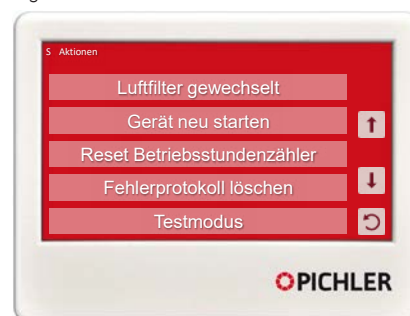 S Aktionen
Luftfilter gewechselt
Gerät neu starten
Reset Betriebsstundenzähler
Fehlerprotokoll löschen
Testmodus
PICHLER